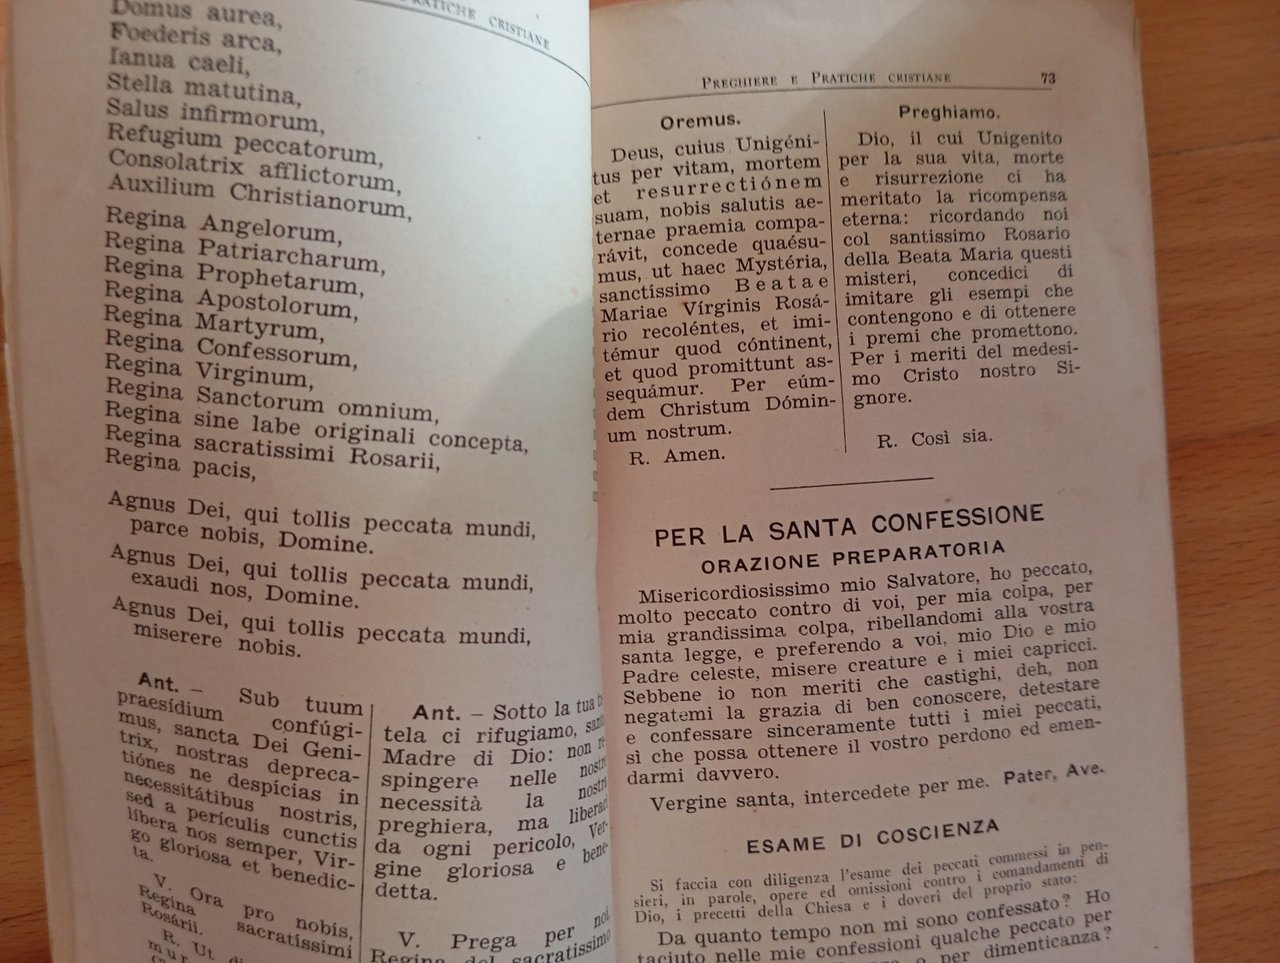 PRATICHE CRISTIANE
Domus aurea,
Foederis arca,
Ianua caeli,
Stella matutina,
Salus infirmorum,
Refugium peccatorum,
Consolatrix afflictorum,
Auxilium Christianorum,
Regina Angelorum,
Regina Patriarcharum,
Regina Prophetarum,
Regina Apostolorum,
Regina Martyrum,
Regina Confessorum,
Regina Virginum,
Regina Sanctorum omnium,
Regina sine labe originali concepta,
Regina sacratissimi Rosarii,
Regina pacis,
Agnus Dei, qui tollis peccata mundi,
parce nobis, Domine.
Agnus Dei, qui tollis peccata mundi,
exaudi nos, Domine.
Agnus Dei, qui tollis peccata mundi,
miserere nobis.
Ant. – Sub tuum
praesídium confúgi-
mus, sancta Dei Geni-
trix, nostras depreca-
tiónes ne despícias in
necessitátibus nostris,
sed a perículis cunctis
líbera nos semper, Vir-
go gloriosa et benedic-
ta.
V. Ora pro nobis,
Regina sacratíssimi
Rosárii.
R. Ut di
Ant. – Sotto la tua
tela ci rifugiamo,
Madre di Dio: non
spingere nelle nostre
necessità la nostra
preghiera, ma liberaci
da ogni pericolo, Ver-
gine gloriosa e bene-
detta.
V. Prega per noi,
Regina del sacratissimo
PREGHIERE E PRATICHE CRISTIANE 73
Oremus.
Deus, cuius Unigéni-
tus per vitam, mortem
et resurrectiónem
suam, nobis salutis ae-
ternae praemia compa-
rávit, concede quaésu-
mus, ut haec Mystéria,
sanctíssimo Beatae
Mariae Vírginis Rosá-
rio recoléntes, et imi-
témur quod cóntinent,
et quod promittunt as-
sequámur. Per eúm-
dem Christum Dómin-
um nostrum.
R. Amen.
Preghiamo.
Dio, il cui Unigenito
per la sua vita, morte
e risurrezione ci ha
meritato la ricompensa
eterna: ricordando noi
col santissimo Rosario
della Beata Maria questi
misteri, concedici di
imitare gli esempi che
contengono e di ottenere
i premi che promettono.
Per i meriti del medesi-
mo Cristo nostro Si-
gnore.
R. Così sia.
PER LA SANTA CONFESSIONE
ORAZIONE PREPARATORIA
Misericordiosissimo mio Salvatore, ho peccato,
molto peccato contro di voi, per mia colpa, per
mia grandissima colpa, ribellandomi alla vostra
santa legge, e preferendo a voi, mio Dio e mio
Padre celeste, misere creature e i miei capricci.
Sebbene io non meriti che castighi, deh, non
negatemi la grazia di ben conoscere, detestare
e confessare sinceramente tutti i miei peccati,
sì che possa ottenere il vostro perdono ed emen-
darmi davvero.
Vergine santa, intercedete per me. Pater, Ave.
ESAME DI COSCIENZA
Si faccia con diligenza l'esame dei peccati commessi in pen-
sieri, in parole, opere ed omissioni contro i comandamenti di
Dio, i precetti della Chiesa e i doveri del proprio stato:
Da quanto tempo non mi sono confessato? Ho
taciuto nelle mie confessioni qualche peccato per
o per dimenticanza?